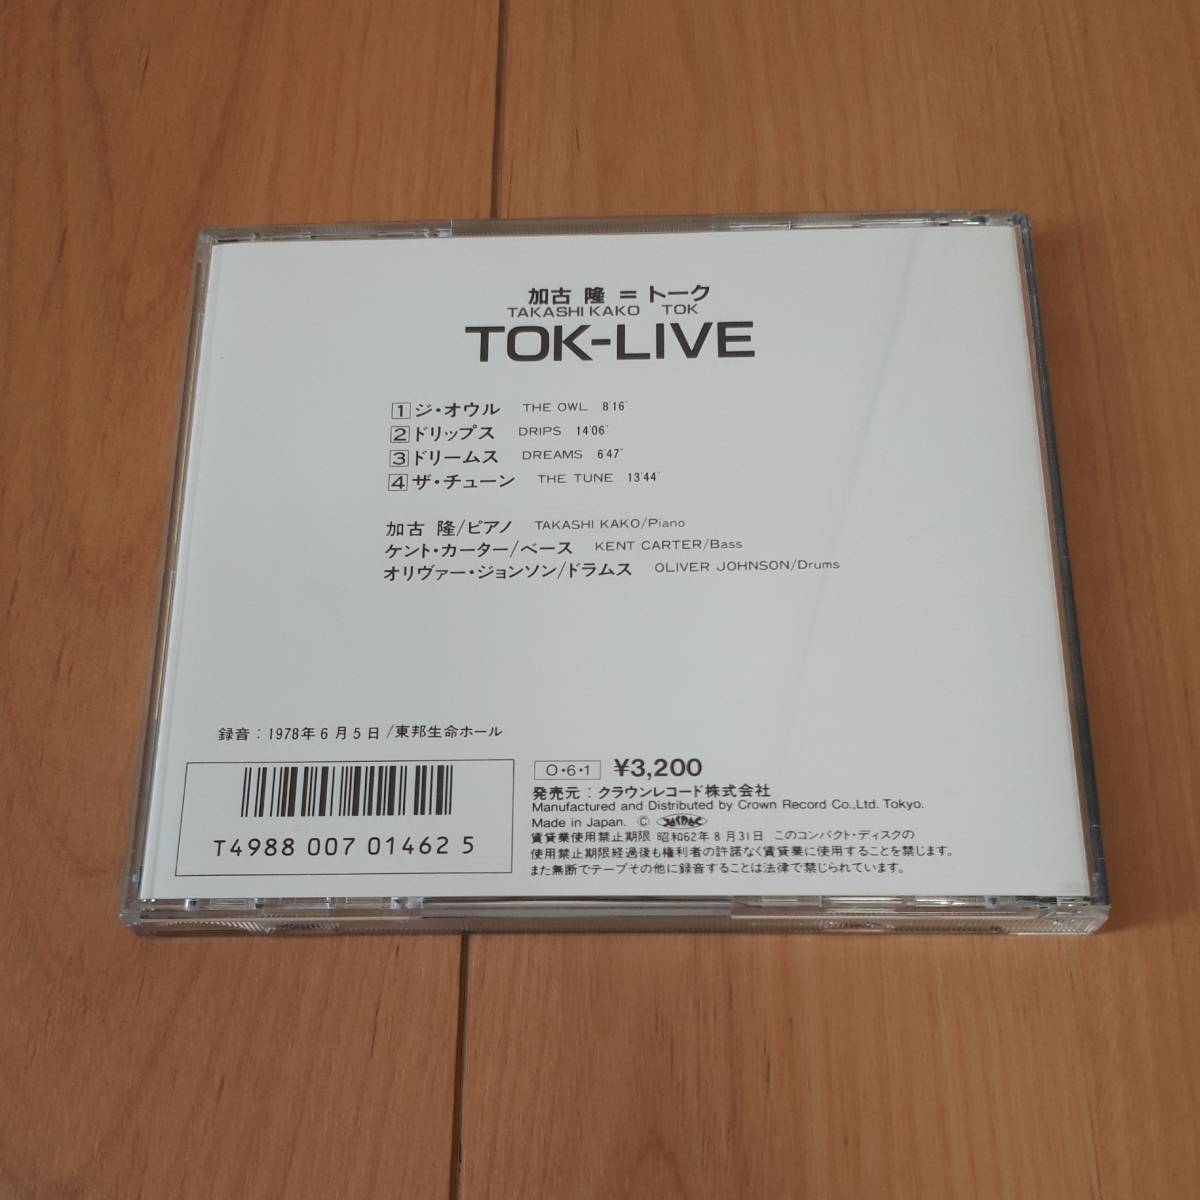 加古 隆 = トーク
TAKASHI KAKO TOK
TOK-LIVE
1 ジ・オウル THE OWL 8'16"
2 ドリップス DRIPS 14'06"
3 ドリームス DREAMS 6'47"
4 ザ・チューン THE TUNE 13'44"
加古 隆/ピアノ TAKASHI KAKO/Piano
ケント・カーター/ベース KENT CARTER/Bass
オリヴァー・ジョンソン/ドラムス OLIVER JOHNSON/Drums
録音：1978年6月5日/東邦生命ホール
T4988 007 01462 5
O・6・1 ¥3,200
発売元：クラウンレコード株式会社
Manufactured and Distributed by Crown Record Co.,Ltd. Tokyo.
Made in Japan. © JASRAC
賃貸業使用禁止期限 昭和62年8月31日 このコンパクト・ディスクの
使用禁止期限経過後も権利者の許諾なく賃貸業に使用することを禁じます。
また無断でテープその他に録音することは法律で禁じられています。